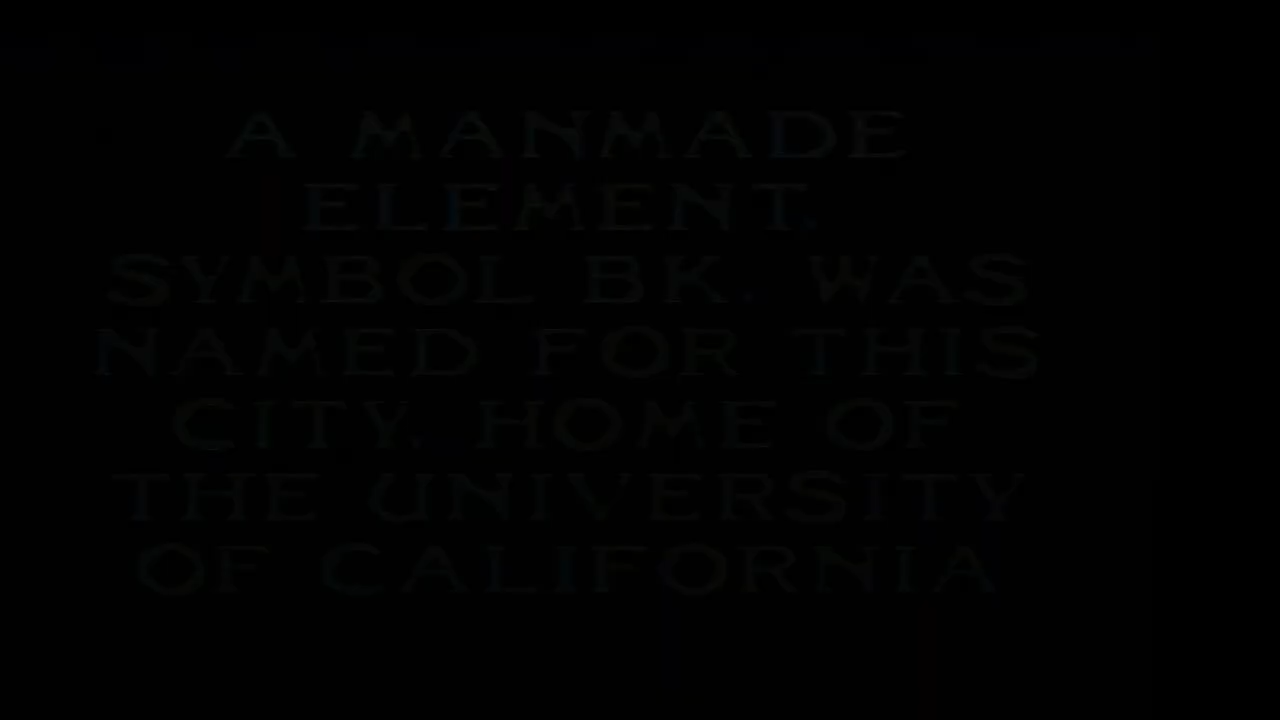 A MANMADE
ELEMENT.
SYMBOL BK. WAS
NAMED FOR THIS
CITY. HOME OF
THE UNIVERSITY
OF CALIFORNIA